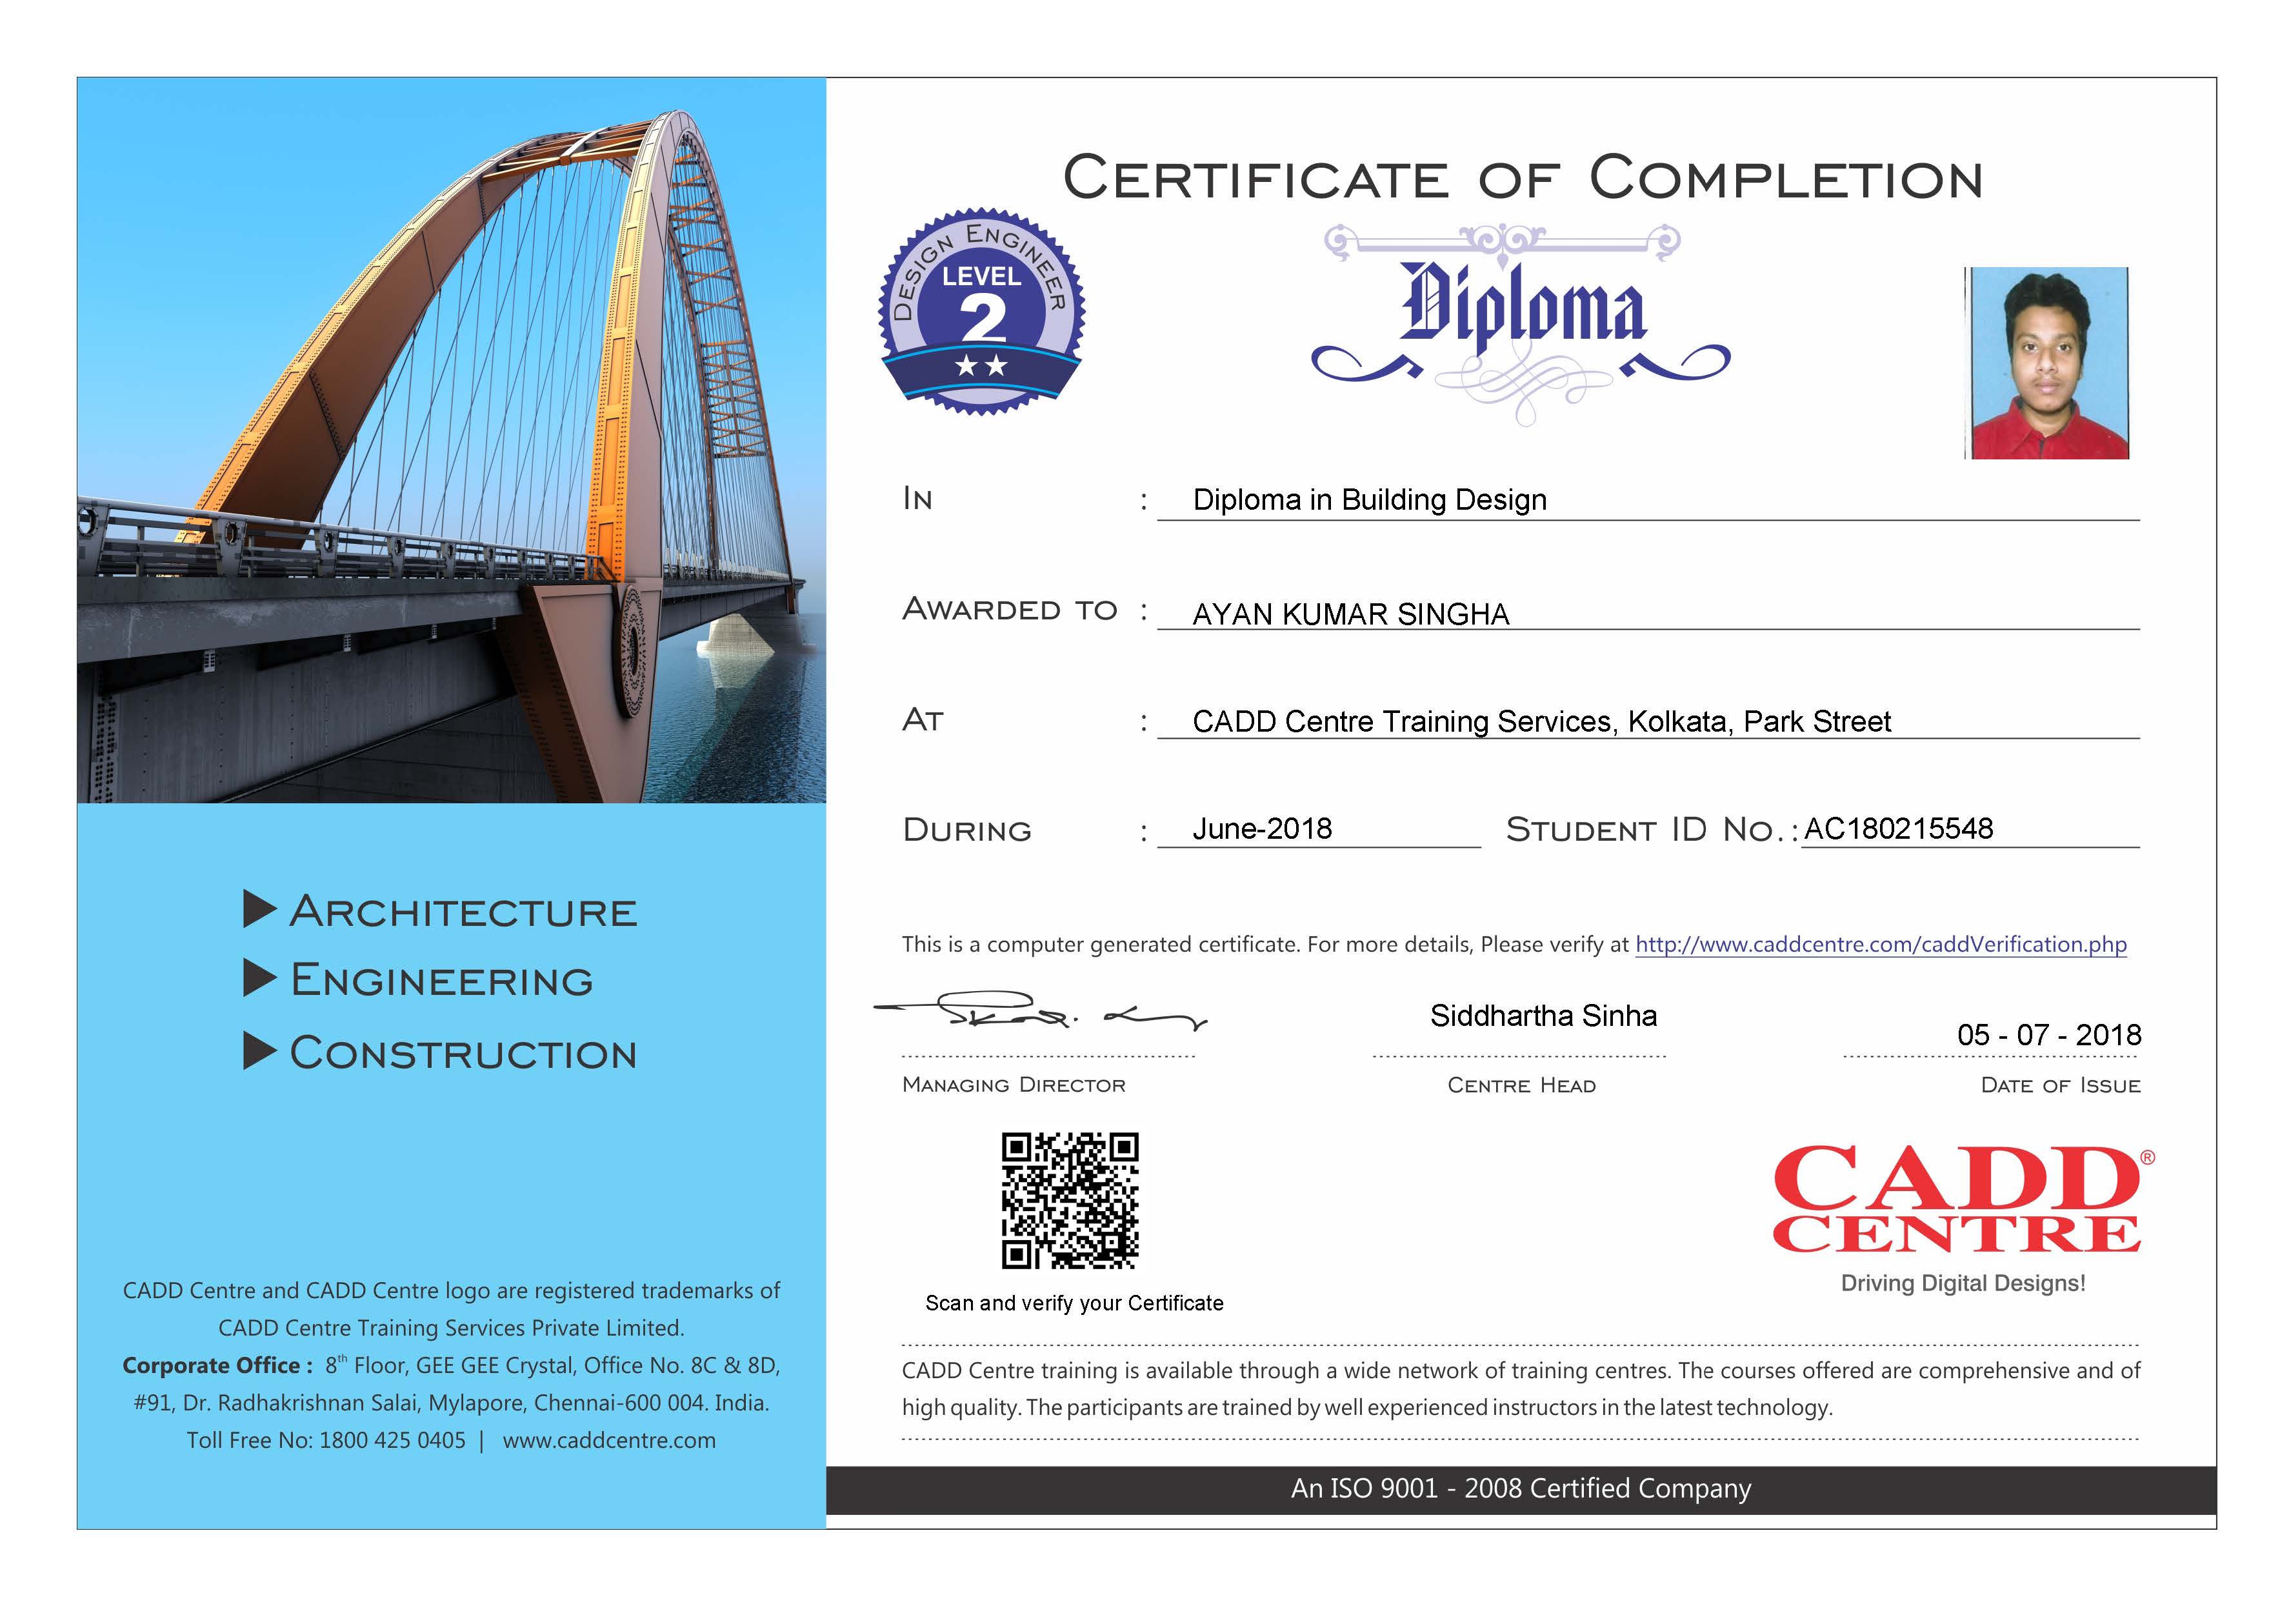 CERTIFICATE OF COMPLETION
DESIGN ENGINEER
LEVEL
2
Diploma
IN : Diploma in Building Design
AWARDED TO : AYAN KUMAR SINGHA
AT : CADD Centre Training Services, Kolkata, Park Street
DURING : June-2018 STUDENT ID NO. : AC180215548
This is a computer generated certificate. For more details, Please verify at http://www.caddcentre.com/caddVerification.php
Siddhartha Sinha
05 - 07 - 2018
MANAGING DIRECTOR CENTRE HEAD DATE OF ISSUE
Scan and verify your Certificate
CADD®
CENTRE
Driving Digital Designs!
CADD Centre training is available through a wide network of training centres. The courses offered are comprehensive and of
high quality. The participants are trained by well experienced instructors in the latest technology.
An ISO 9001 - 2008 Certified Company
ARCHITECTURE
ENGINEERING
CONSTRUCTION
CADD Centre and CADD Centre logo are registered trademarks of
CADD Centre Training Services Private Limited.
Corporate Office : 8th Floor, GEE GEE Crystal, Office No. 8C & 8D,
#91, Dr. Radhakrishnan Salai, Mylapore, Chennai-600 004. India.
Toll Free No: 1800 425 0405 | www.caddcentre.com